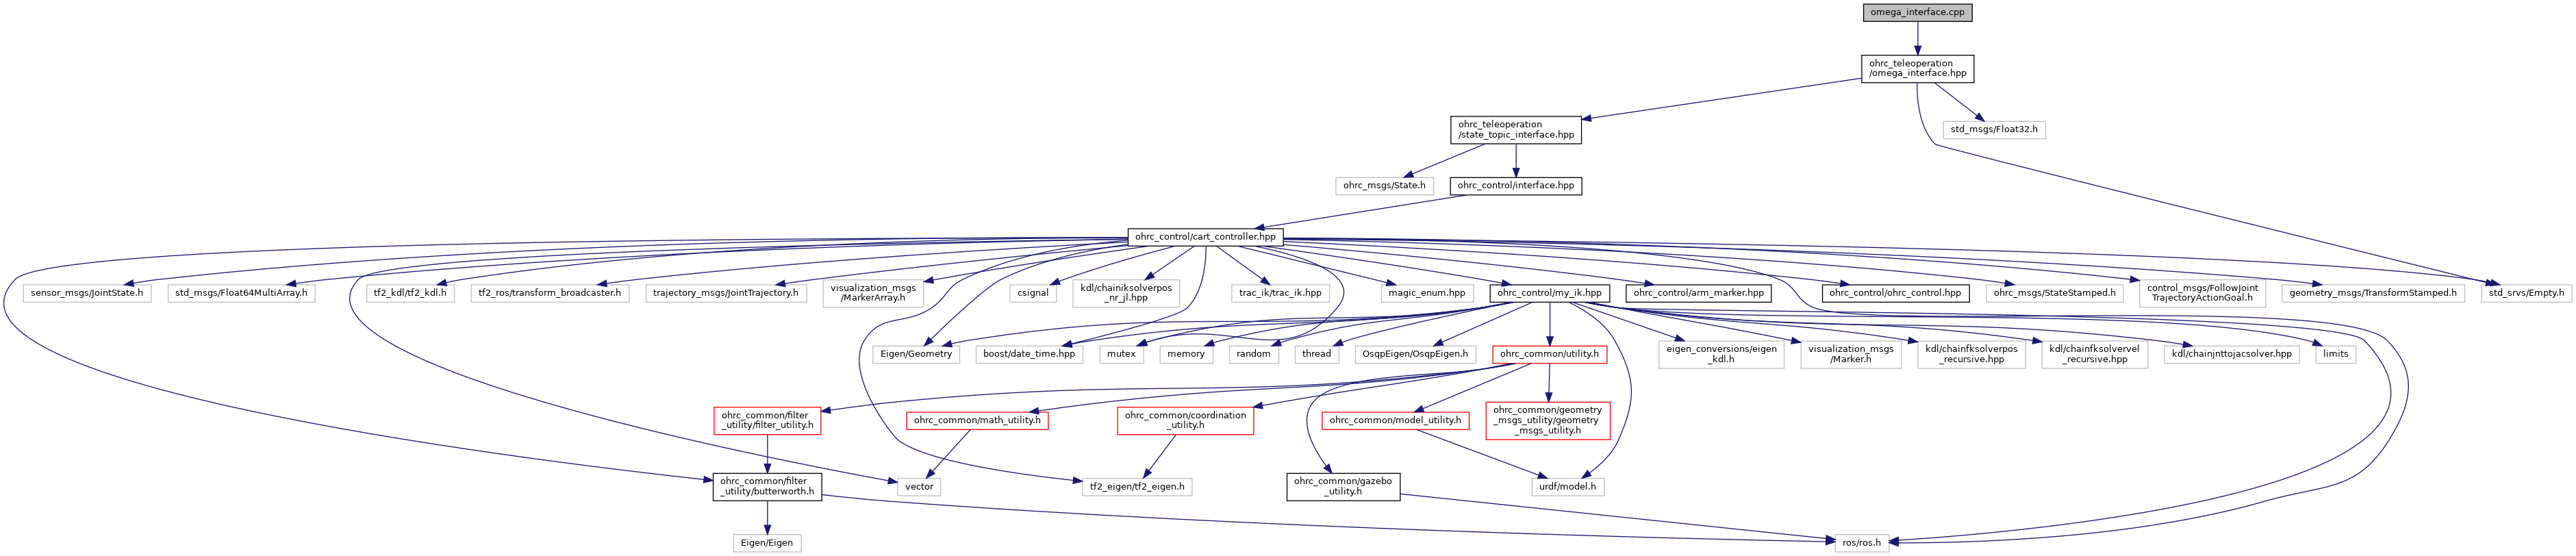 omega_interface.cpp
ohrc_teleoperation
/omega_interface.hpp
ohrc_teleoperation
/state_topic_interface.hpp
std_msgs/Float32.h
ohrc_msgs/State.h
ohrc_control/interface.hpp
ohrc_control/cart_controller.hpp
sensor_msgs/JointState.h
std_msgs/Float64MultiArray.h
tf2_kdl/tf2_kdl.h
tf2_ros/transform_broadcaster.h
trajectory_msgs/JointTrajectory.h
visualization_msgs
/MarkerArray.h
csignal
kdl/chainiksolverpos
_nr_jl.hpp
trac_ik/trac_ik.hpp
magic_enum.hpp
ohrc_control/my_ik.hpp
ohrc_control/arm_marker.hpp
ohrc_control/ohrc_control.hpp
ohrc_msgs/StateStamped.h
control_msgs/FollowJoint
TrajectoryActionGoal.h
geometry_msgs/TransformStamped.h
std_srvs/Empty.h
Eigen/Geometry
boost/date_time.hpp
mutex
memory
random
thread
OsqpEigen/OsqpEigen.h
ohrc_common/utility.h
eigen_conversions/eigen
_kdl.h
visualization_msgs
/Marker.h
kdl/chainfksolverpos
_recursive.hpp
kdl/chainfksolvervel
_recursive.hpp
kdl/chainjnttojacsolver.hpp
limits
ohrc_common/filter
_utility/filter_utility.h
ohrc_common/math_utility.h
ohrc_common/coordination
_utility.h
ohrc_common/model_utility.h
ohrc_common/geometry
_msgs_utility/geometry
_msgs_utility.h
ohrc_common/filter
_utility/butterworth.h
vector
tf2_eigen/tf2_eigen.h
ohrc_common/gazebo
_utility.h
urdf/model.h
Eigen/Eigen
ros/ros.h